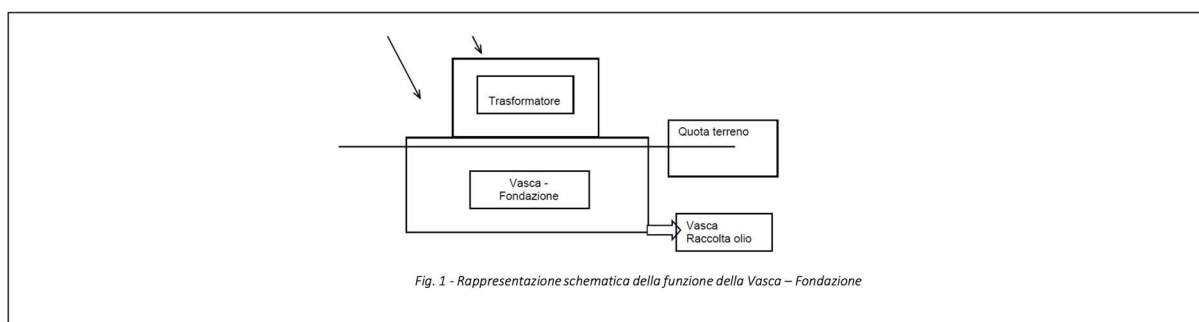 Trasformatore
Quota terreno
Vasca -
Fondazione
Vasca
Raccolta olio
Fig. 1 - Rappresentazione schematica della funzione della Vasca – Fondazione